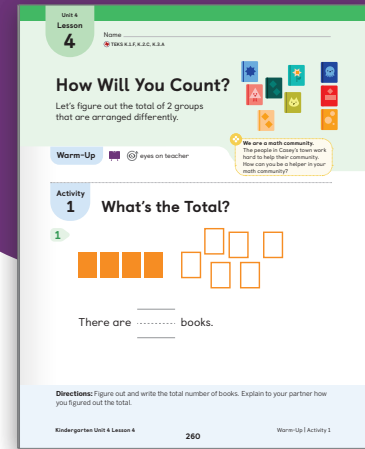 Unit 4
Lesson
4
Name
TEKS K.1.F, K.2.C, K.3.A
How Will You Count?
Let's figure out the total of 2 groups
that are arranged differently.
We are a math community.
The people in Casey's town work
hard to help their community.
How can you be a helper in your
math community?
Warm-Up eyes on teacher
Activity
1
What's the Total?
1
There are books.
Directions: Figure out and write the total number of books. Explain to your partner how
you figured out the total.
Kindergarten Unit 4 Lesson 4
260
Warm-Up | Activity 1